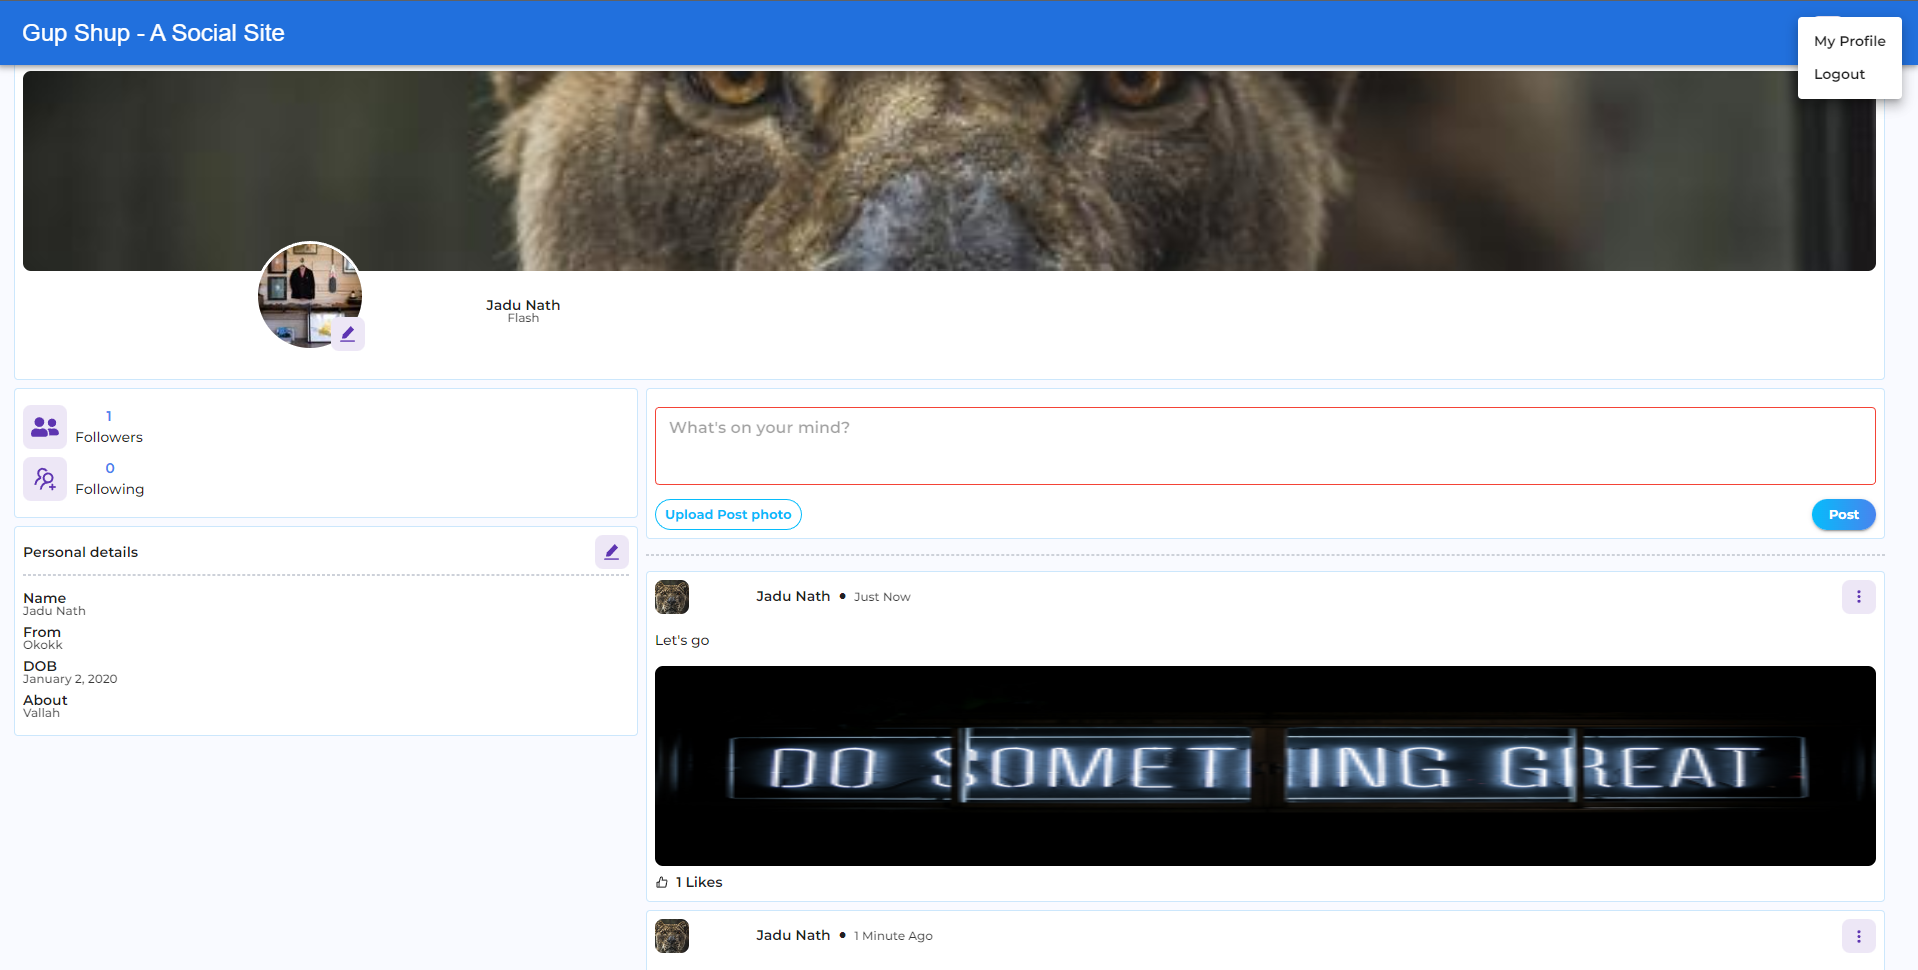 Gup Shup - A Social Site
My Profile
Logout
Jadu Nath
Flash
1
Followers
0
Following
Personal details
Name
Jadu Nath
From
Okokk
DOB
January 2, 2020
About
Vallah
What's on your mind?
Upload Post photo
Post
Jadu Nath • Just Now
Let's go
DO SOMETHING GREAT
1 Likes
Jadu Nath • 1 Minute Ago